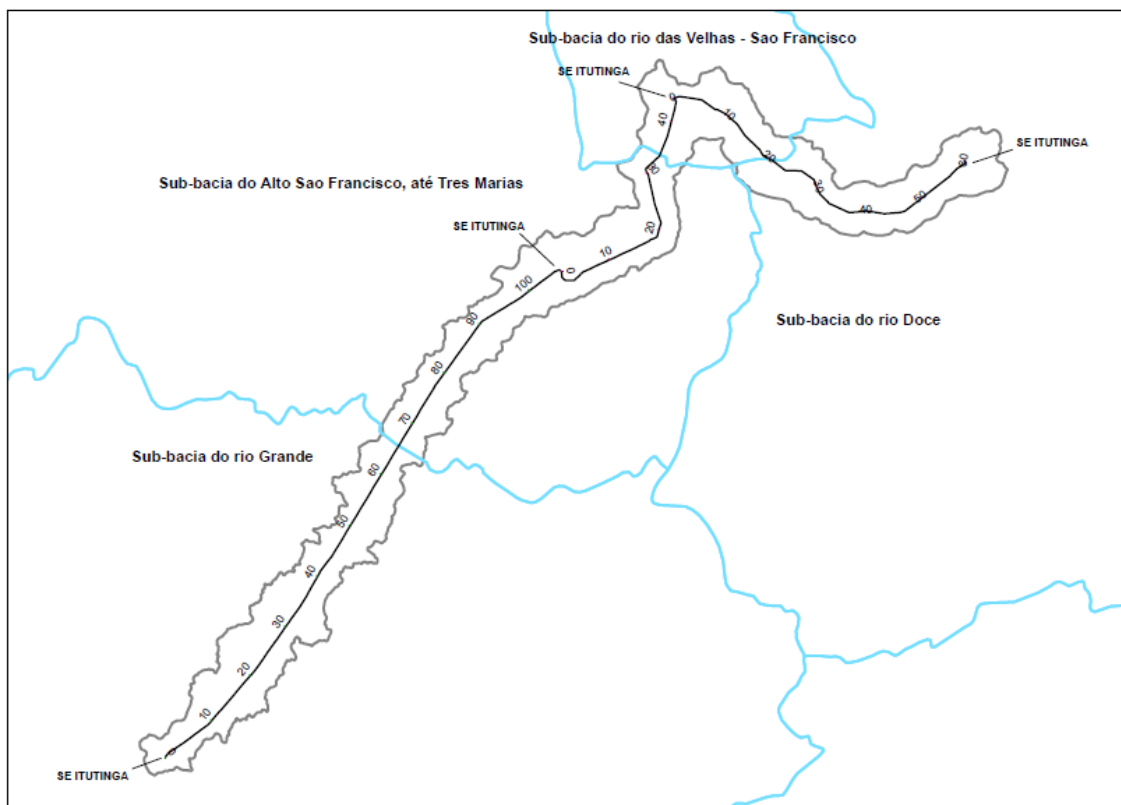 Sub-bacia do rio das Velhas - Sao Francisco
SE ITUTINGA
0
10
40
20
SE ITUTINGA
60
30
30
Sub-bacia do Alto Sao Francisco, até Tres Marias
50
40
SE ITUTINGA
20
10
0
100
90
Sub-bacia do rio Doce
80
70
Sub-bacia do rio Grande
60
50
40
30
20
10
0
SE ITUTINGA